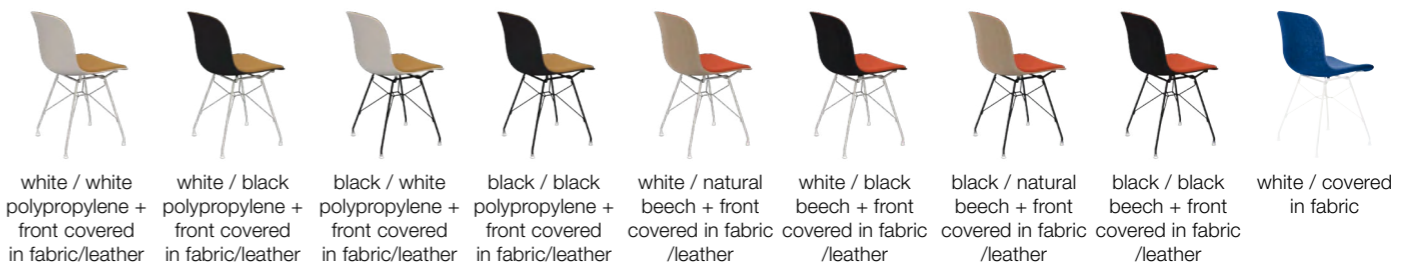 white / white
polypropylene +
front covered
in fabric/leather
white / black
polypropylene +
front covered
in fabric/leather
black / white
polypropylene +
front covered
in fabric/leather
black / black
polypropylene +
front covered
in fabric/leather
white / natural
beech + front
covered in fabric
/leather
white / black
beech + front
covered in fabric
/leather
black / natural
beech + front
covered in fabric
/leather
black / black
beech + front
covered in fabric
/leather
white / covered
in fabric